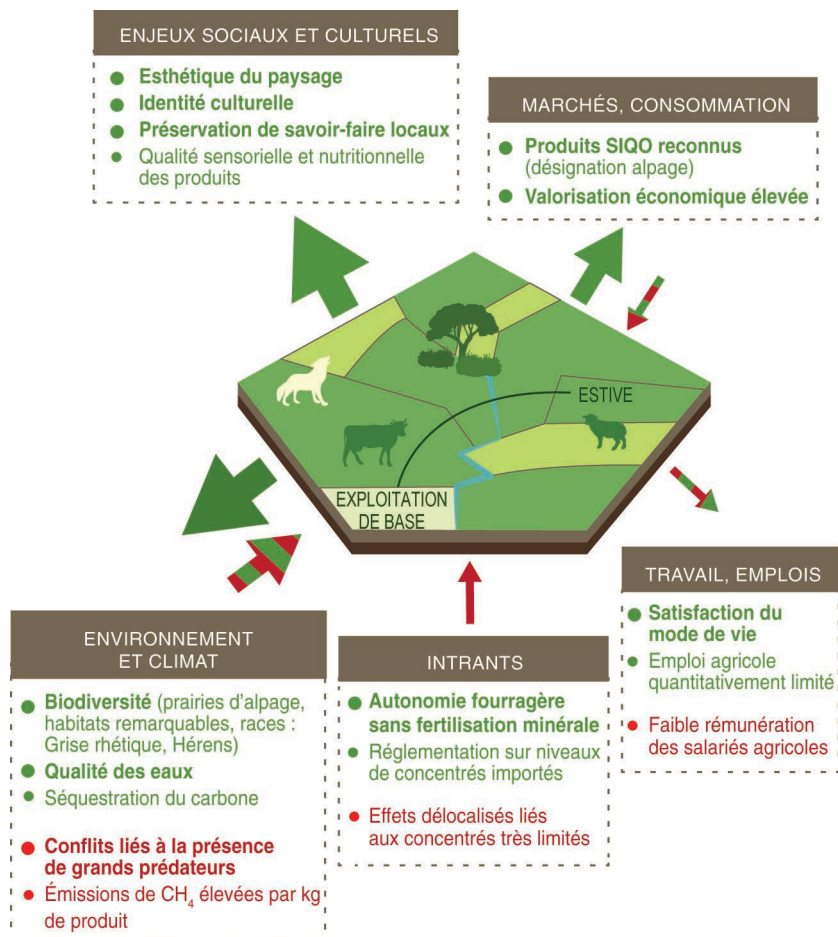 ENJEUX SOCIAUX ET CULTURELS
Esthétique du paysage
Identité culturelle
Préservation de savoir-faire locaux
Qualité sensorielle et nutritionnelle
des produits
MARCHÉS, CONSOMMATION
Produits SIQO reconnus
(désignation alpage)
Valorisation économique élevée
ESTIVE
EXPLOITATION
DE BASE
ENVIRONNEMENT
ET CLIMAT
Biodiversité (prairies d'alpage,
habitats remarquables, races :
Grise rhétique, Hérens)
Qualité des eaux
Séquestration du carbone
Conflits liés à la présence
de grands prédateurs
Émissions de CH₄ élevées par kg
de produit
INTRANTS
Autonomie fourragère
sans fertilisation minérale
Réglementation sur niveaux
de concentrés importés
Effets délocalisés liés
aux concentrés très limités
TRAVAIL, EMPLOIS
Satisfaction du
mode de vie
Emploi agricole
quantitativement limité
Faible rémunération
des salariés agricoles